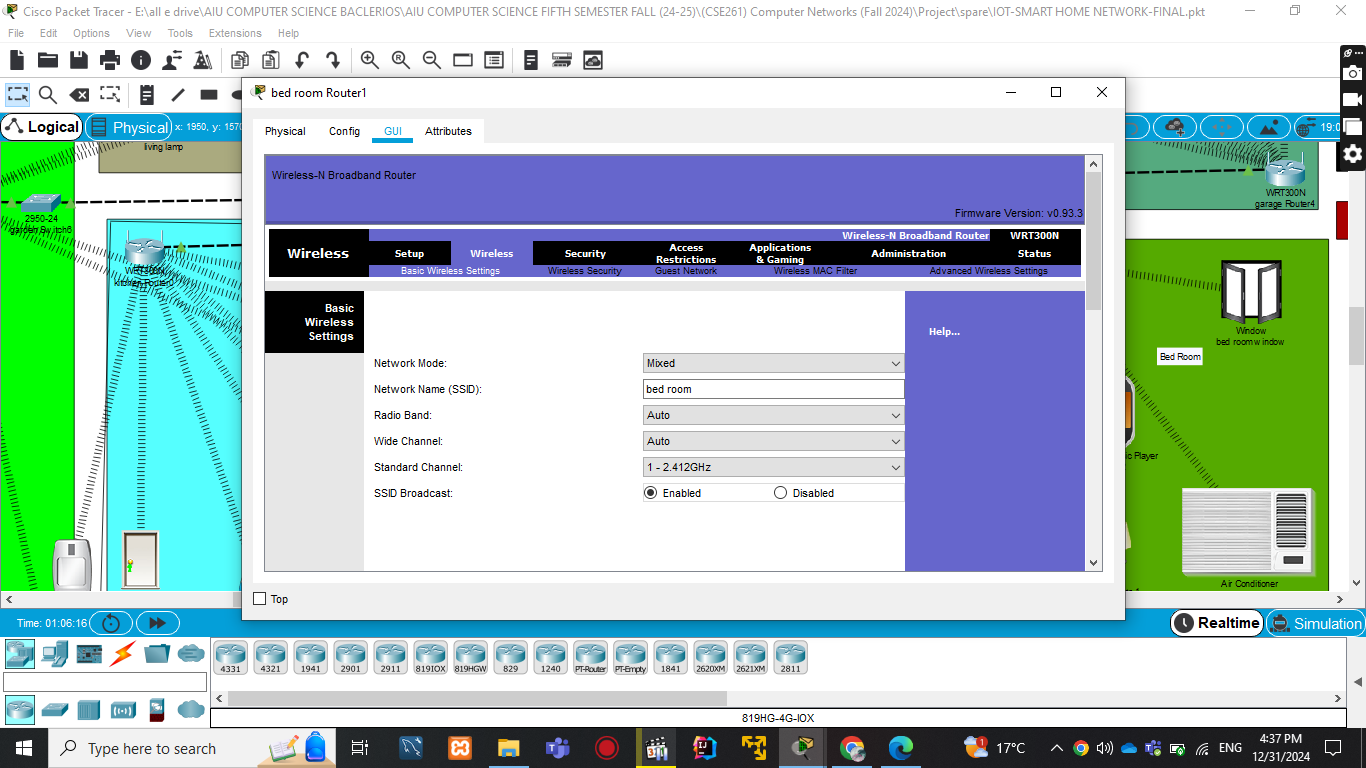 Cisco Packet Tracer - E:\all e drive\AIU COMPUTER SCIENCE BACLERIOS\AIU COMPUTER SCIENCE FIFTH SEMESTER FALL (24-25)\(CSE261) Computer Networks (Fall 2024)\Project\spare\IOT-SMART HOME NETWORK-FINAL.pkt
File Edit Options View Tools Extensions Help
bed room Router1
Logical Physical x: 1950, y: 1570
19:0
Physical Config GUI Attributes
living lamp
Wireless-N Broadband Router
Firmware Version: v0.93.3
Wireless-N Broadband Router WRT300N
Wireless
Setup Wireless Security Access Restrictions Applications & Gaming Administration Status
Basic Wireless Settings Wireless Security Guest Network Wireless MAC Filter Advanced Wireless Settings
Basic Wireless Settings
Help...
Network Mode: Mixed
Network Name (SSID): bed room
Radio Band: Auto
Wide Channel: Auto
Standard Channel: 1 - 2.412GHz
SSID Broadcast: Enabled Disabled
Top
2950-24
garden Switch6
WRT300N
kitchen Router0
WRT300N
garage Router4
Window
bed room window
Bed Room
Player
Air Conditioner
Time: 01:06:16
Realtime Simulation
4331 4321 1941 2901 2911 819IOX 819HGW 829 1240 PT-Router PT-Empty 1841 2620XM 2621XM 2811
819HG-4G-IOX
Type here to search
1
17°C
ENG
4:37 PM
12/31/2024